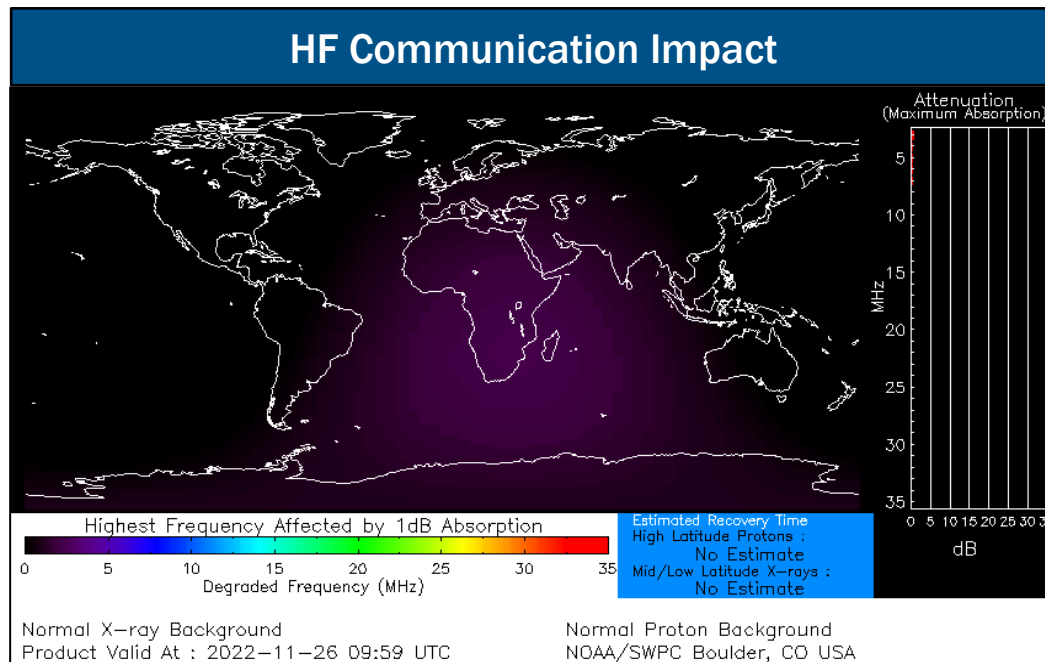 HF Communication Impact
Attenuation
(Maximum Absorption)
5
10
15
20
25
30
35
MHz
0 5 10 15 20 25 30 3
dB
Highest Frequency Affected by 1dB Absorption
0 5 10 15 20 25 30 35
Degraded Frequency (MHz)
Estimated Recovery Time
High Latitude Protons :
No Estimate
Mid/Low Latitude X-rays :
No Estimate
Normal X-ray Background
Product Valid At : 2022-11-26 09:59 UTC
Normal Proton Background
NOAA/SWPC Boulder, CO USA